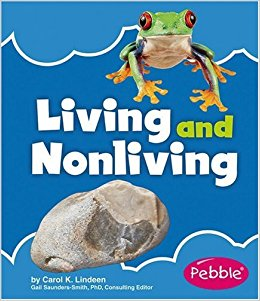 Living and
Nonliving
by Carol K. Lindeen
Gail Saunders-Smith, PhD, Consulting Editor
Pebble®